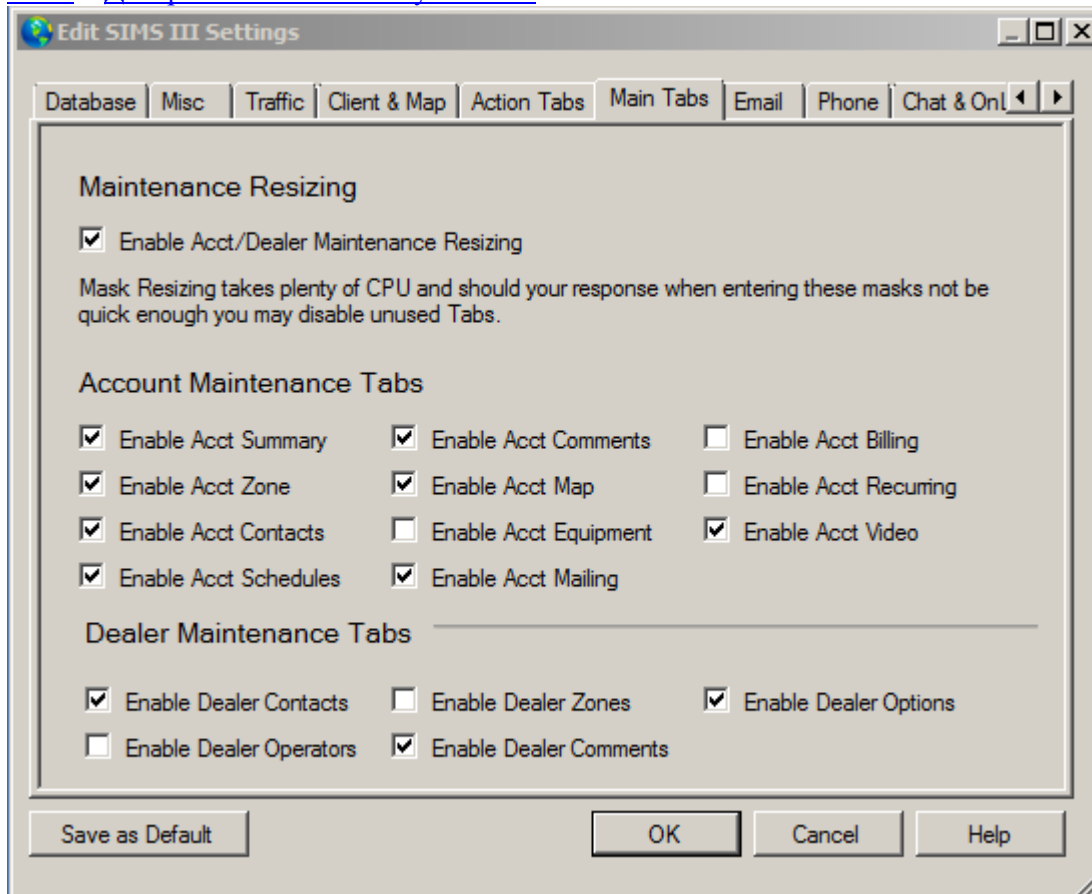 Edit SIMS III Settings
Database Misc Traffic Client & Map Action Tabs Main Tabs Email Phone Chat & OnL
Maintenance Resizing
Enable Acct/Dealer Maintenance Resizing
Mask Resizing takes plenty of CPU and should your response when entering these masks not be
quick enough you may disable unused Tabs.
Account Maintenance Tabs
Enable Acct Summary Enable Acct Comments Enable Acct Billing
Enable Acct Zone Enable Acct Map Enable Acct Recurring
Enable Acct Contacts Enable Acct Equipment Enable Acct Video
Enable Acct Schedules Enable Acct Mailing
Dealer Maintenance Tabs
Enable Dealer Contacts Enable Dealer Zones Enable Dealer Options
Enable Dealer Operators Enable Dealer Comments
Save as Default OK Cancel Help